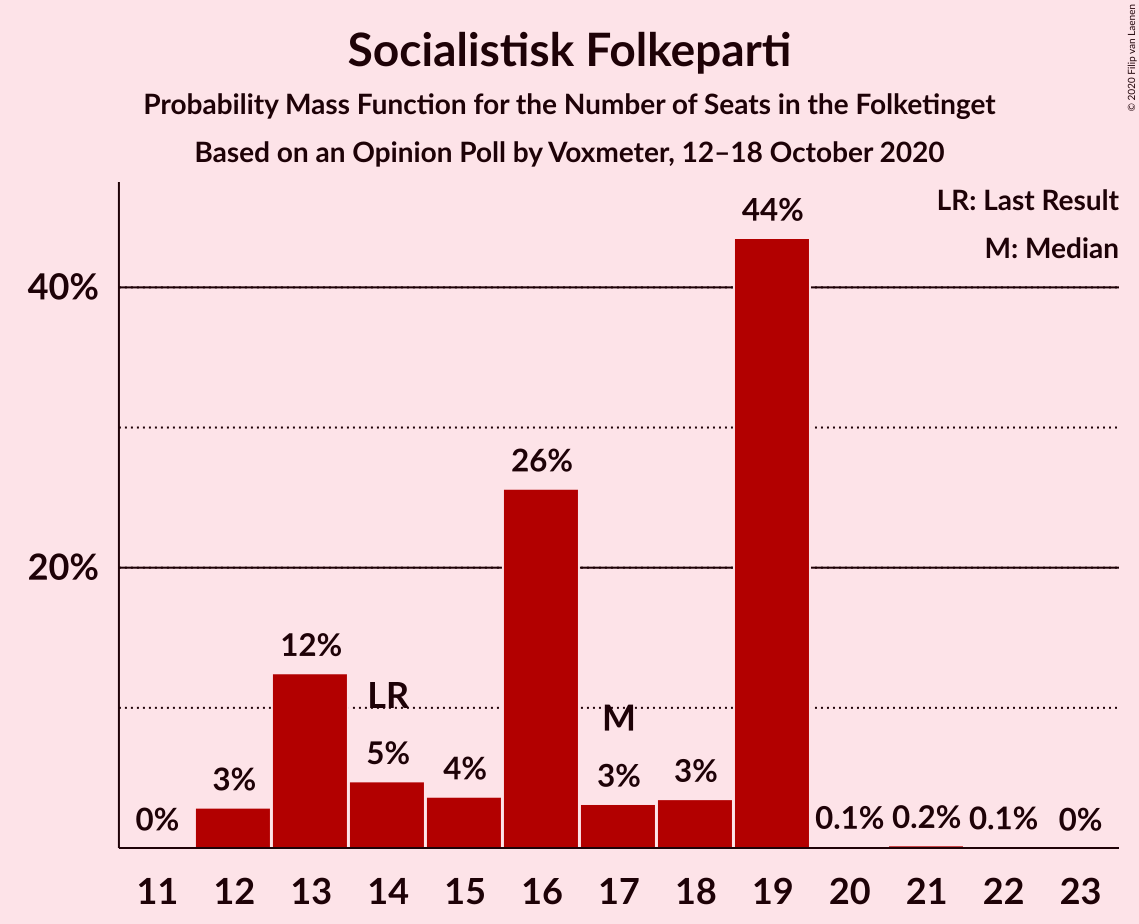 Socialistisk Folkeparti
Probability Mass Function for the Number of Seats in the Folketinget
Based on an Opinion Poll by Voxmeter, 12–18 October 2020
© 2020 Filip van Laenen
LR: Last Result
M: Median
44%
40%
26%
20%
12%
LR
M
5%
4%
3%
3%
3%
0%
0.1%
0.2%
0.1%
0%
11 12 13 14 15 16 17 18 19 20 21 22 23